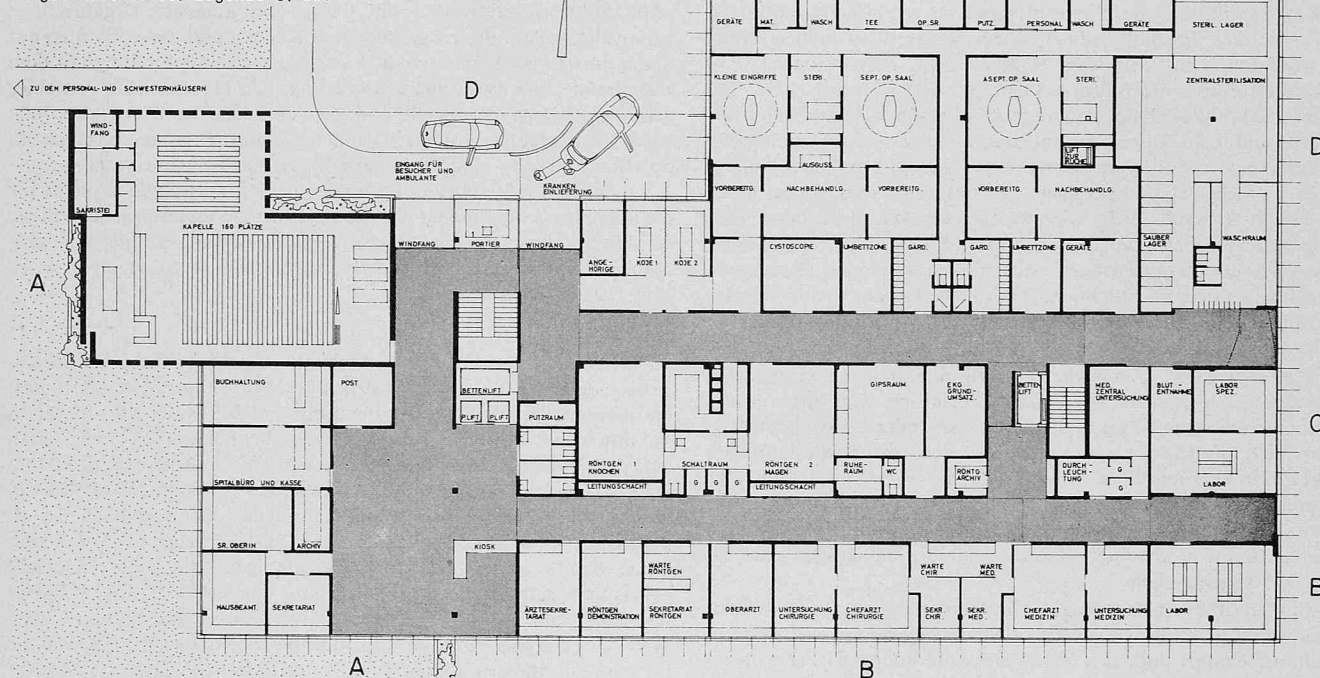 GERÄTE
MAT.
WASCH
TEE
OP. SR.
PUTZ.
PERSONAL
WASCH
GERÄTE
STERIL. LAGER
KLEINE EINGRIFFE
STERI.
SEPT. OP. SAAL
ASEPT. OP. SAAL
STERI.
ZENTRALSTERILISATION
ZU DEN PERSONAL- UND SCHWESTERNHÄUSERN
D
D
WIND-
FANG
EINGANG FÜR
BESUCHER UND
AMBULANTE
KRANKEN
EINLIEFERUNG
AUSGUSS
LIFT
ZUR
KÜCHE
VORBEREITG.
NACHBEHANDLG.
VORBEREITG.
VORBEREITG.
NACHBEHANDLG.
SAKRISTEI
KAPELLE 150 PLÄTZE
WINDFANG
PORTIER
WINDFANG
ANGE-
HÖRIGE
KOJE 1
KOJE 2
CYSTOSCOPIE
UMBETTZONE
GARD.
GARD.
UMBETTZONE
GERÄTE
SAUBER
LAGER
WASCHRAUM
A
BUCHHALTUNG
POST
BETTENLIFT
P.LIFT
P.LIFT
PUTZRAUM
GIPSRAUM
EKG
GRUND-
UMSATZ.
BETTEN
LIFT
MED.
ZENTRAL
UNTERSUCHUNG
BLUT -
ENTNAHME
LABOR
SPEZ.
C
SPITALBÜRO UND KASSE
RÖNTGEN 1
KNOCHEN
SCHALTRAUM
RÖNTGEN 2
MAGEN
RUHE-
RAUM
WC
RÖNTG.
ARCHIV
DURCH -
LEUCH -
TUNG
G
G
LABOR
LEITUNGSCHACHT
G
G
G
LEITUNGSCHACHT
SR. OBERIN
ARCHIV
KIOSK
HAUSBEAMT.
SEKRETARIAT
ÄRZTESEKRE-
TARIAT
RÖNTGEN
DEMONSTRATION
WARTE
RÖNTGEN
SEKRETARIAT
RÖNTGEN
OBERARZT
UNTERSUCHUNG
CHIRURGIE
CHEFARZT
CHIRURGIE
WARTE
CHIR.
WARTE
MED.
SEKR.
CHIR.
SEKR.
MED.
CHEFARZT
MEDIZIN
UNTERSUCHUNG
MEDIZIN
LABOR
B
A
B